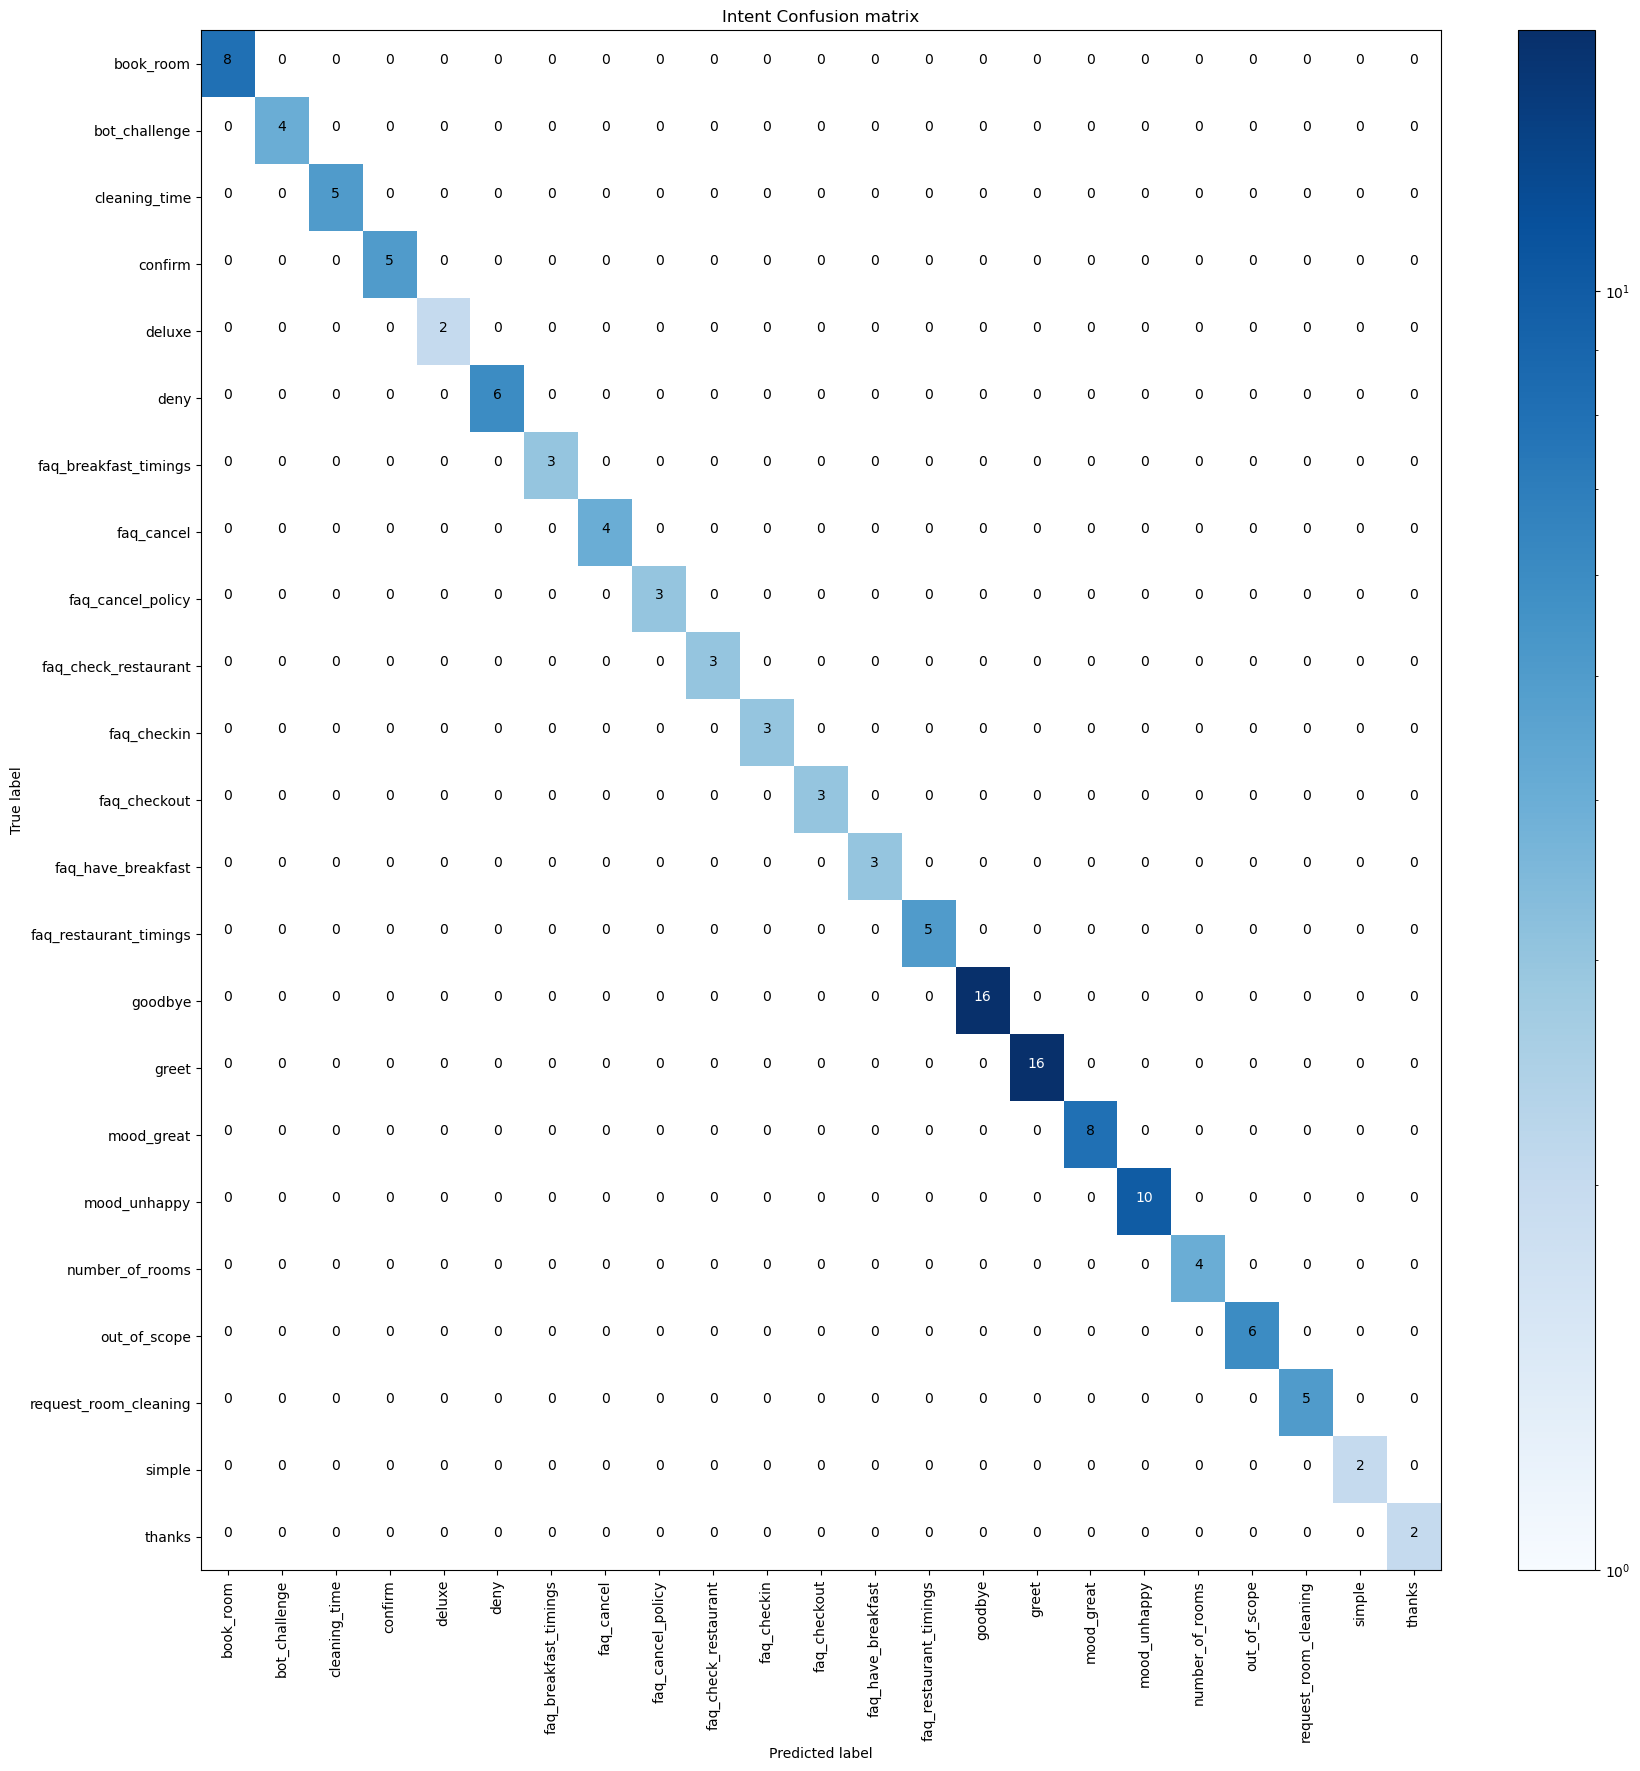 Intent Confusion matrix
book_room 8 0 0 0 0 0 0 0 0 0 0 0 0 0 0 0 0 0 0 0 0 0 0
bot_challenge 0 4 0 0 0 0 0 0 0 0 0 0 0 0 0 0 0 0 0 0 0 0 0
cleaning_time 0 0 5 0 0 0 0 0 0 0 0 0 0 0 0 0 0 0 0 0 0 0 0
confirm 0 0 0 5 0 0 0 0 0 0 0 0 0 0 0 0 0 0 0 0 0 0 0
deluxe 0 0 0 0 2 0 0 0 0 0 0 0 0 0 0 0 0 0 0 0 0 0 0
deny 0 0 0 0 0 6 0 0 0 0 0 0 0 0 0 0 0 0 0 0 0 0 0
faq_breakfast_timings 0 0 0 0 0 0 3 0 0 0 0 0 0 0 0 0 0 0 0 0 0 0 0
faq_cancel 0 0 0 0 0 0 0 4 0 0 0 0 0 0 0 0 0 0 0 0 0 0 0
faq_cancel_policy 0 0 0 0 0 0 0 0 3 0 0 0 0 0 0 0 0 0 0 0 0 0 0
faq_check_restaurant 0 0 0 0 0 0 0 0 0 3 0 0 0 0 0 0 0 0 0 0 0 0 0
faq_checkin 0 0 0 0 0 0 0 0 0 0 3 0 0 0 0 0 0 0 0 0 0 0 0
faq_checkout 0 0 0 0 0 0 0 0 0 0 0 3 0 0 0 0 0 0 0 0 0 0 0
faq_have_breakfast 0 0 0 0 0 0 0 0 0 0 0 0 3 0 0 0 0 0 0 0 0 0 0
faq_restaurant_timings 0 0 0 0 0 0 0 0 0 0 0 0 0 5 0 0 0 0 0 0 0 0 0
goodbye 0 0 0 0 0 0 0 0 0 0 0 0 0 0 16 0 0 0 0 0 0 0 0
greet 0 0 0 0 0 0 0 0 0 0 0 0 0 0 0 16 0 0 0 0 0 0 0
mood_great 0 0 0 0 0 0 0 0 0 0 0 0 0 0 0 0 8 0 0 0 0 0 0
mood_unhappy 0 0 0 0 0 0 0 0 0 0 0 0 0 0 0 0 0 10 0 0 0 0 0
number_of_rooms 0 0 0 0 0 0 0 0 0 0 0 0 0 0 0 0 0 0 4 0 0 0 0
out_of_scope 0 0 0 0 0 0 0 0 0 0 0 0 0 0 0 0 0 0 0 6 0 0 0
request_room_cleaning 0 0 0 0 0 0 0 0 0 0 0 0 0 0 0 0 0 0 0 0 5 0 0
simple 0 0 0 0 0 0 0 0 0 0 0 0 0 0 0 0 0 0 0 0 0 2 0
thanks 0 0 0 0 0 0 0 0 0 0 0 0 0 0 0 0 0 0 0 0 0 0 2
True label
book_room
bot_challenge
cleaning_time
confirm
deluxe
deny
faq_breakfast_timings
faq_cancel
faq_cancel_policy
faq_check_restaurant
faq_checkin
faq_checkout
faq_have_breakfast
faq_restaurant_timings
goodbye
greet
mood_great
mood_unhappy
number_of_rooms
out_of_scope
request_room_cleaning
simple
thanks
Predicted label
10¹
10⁰